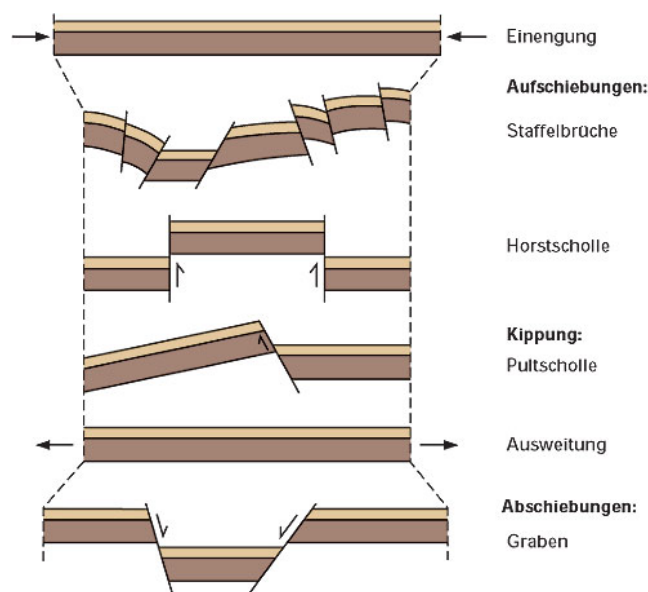 Einengung
Aufschiebungen:
Staffelbrüche
Horstscholle
Kippung:
Pultscholle
Ausweitung
Abschiebungen:
Graben